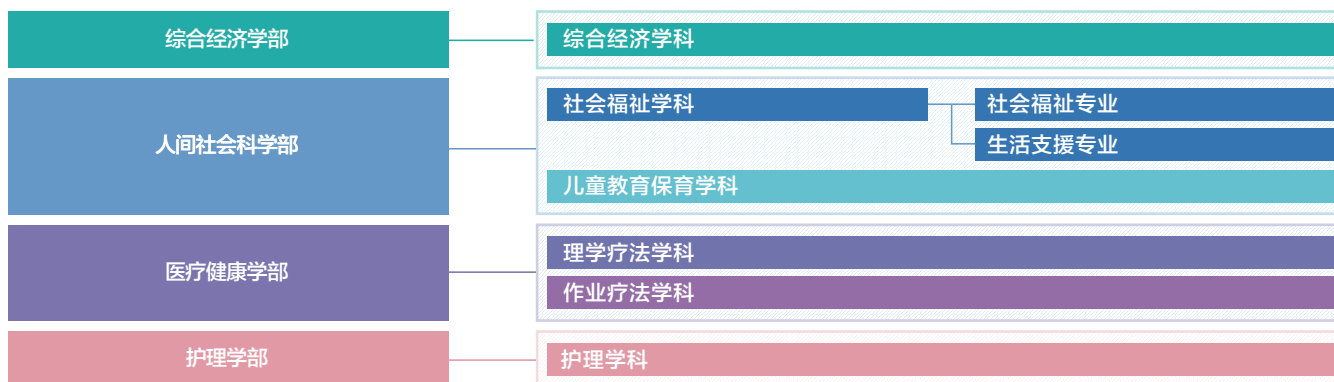 综合经济学部
综合经济学科
人间社会科学部
社会福祉学科
社会福祉专业
生活支援专业
儿童教育保育学科
医疗健康学部
理学疗法学科
作业疗法学科
护理学部
护理学科